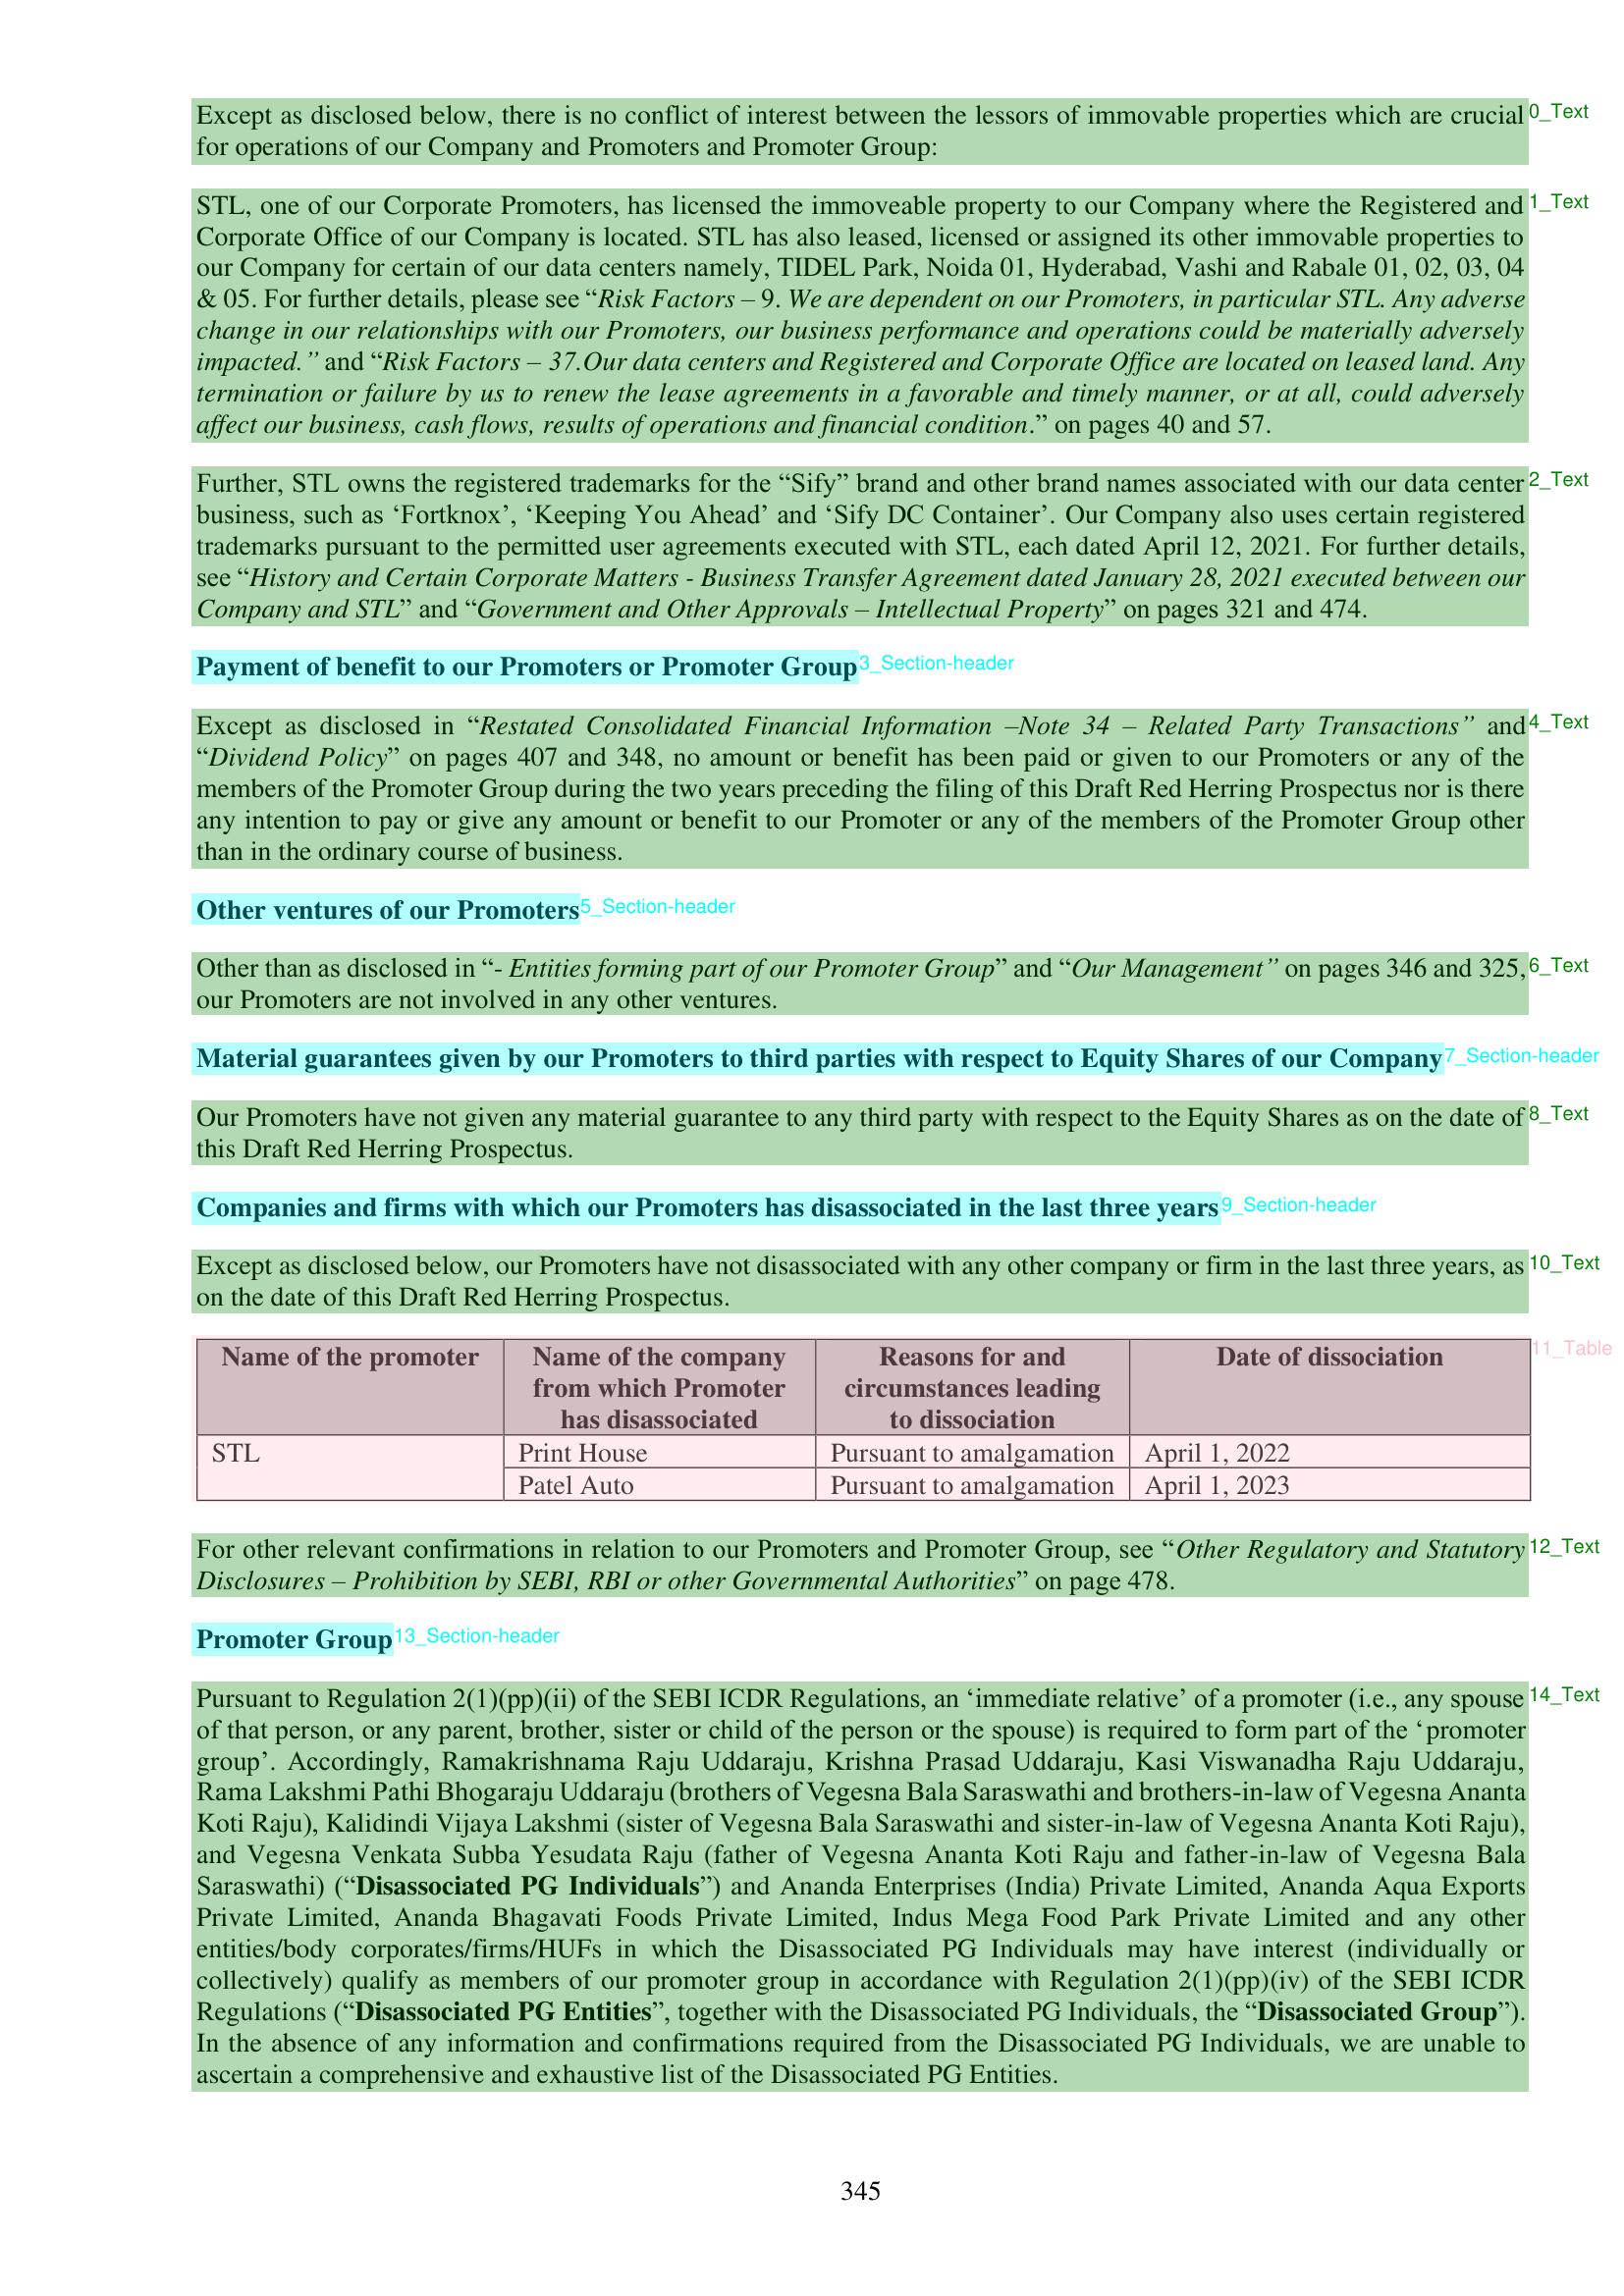 Except as disclosed below, there is no conflict of interest between the lessors of immovable properties which are crucial 0_Text
for operations of our Company and Promoters and Promoter Group:
STL, one of our Corporate Promoters, has licensed the immoveable property to our Company where the Registered and 1_Text
Corporate Office of our Company is located. STL has also leased, licensed or assigned its other immovable properties to
our Company for certain of our data centers namely, TIDEL Park, Noida 01, Hyderabad, Vashi and Rabale 01, 02, 03, 04
& 05. For further details, please see “Risk Factors – 9. We are dependent on our Promoters, in particular STL. Any adverse
change in our relationships with our Promoters, our business performance and operations could be materially adversely
impacted.” and “Risk Factors – 37.Our data centers and Registered and Corporate Office are located on leased land. Any
termination or failure by us to renew the lease agreements in a favorable and timely manner, or at all, could adversely
affect our business, cash flows, results of operations and financial condition.” on pages 40 and 57.
Further, STL owns the registered trademarks for the “Sify” brand and other brand names associated with our data center 2_Text
business, such as ‘Fortknox’, ‘Keeping You Ahead’ and ‘Sify DC Container’. Our Company also uses certain registered
trademarks pursuant to the permitted user agreements executed with STL, each dated April 12, 2021. For further details,
see “History and Certain Corporate Matters - Business Transfer Agreement dated January 28, 2021 executed between our
Company and STL” and “Government and Other Approvals – Intellectual Property” on pages 321 and 474.
Payment of benefit to our Promoters or Promoter Group 3_Section-header
Except as disclosed in “Restated Consolidated Financial Information –Note 34 – Related Party Transactions” and 4_Text
“Dividend Policy” on pages 407 and 348, no amount or benefit has been paid or given to our Promoters or any of the
members of the Promoter Group during the two years preceding the filing of this Draft Red Herring Prospectus nor is there
any intention to pay or give any amount or benefit to our Promoter or any of the members of the Promoter Group other
than in the ordinary course of business.
Other ventures of our Promoters 5_Section-header
Other than as disclosed in “- Entities forming part of our Promoter Group” and “Our Management” on pages 346 and 325, 6_Text
our Promoters are not involved in any other ventures.
Material guarantees given by our Promoters to third parties with respect to Equity Shares of our Company 7_Section-header
Our Promoters have not given any material guarantee to any third party with respect to the Equity Shares as on the date of 8_Text
this Draft Red Herring Prospectus.
Companies and firms with which our Promoters has disassociated in the last three years 9_Section-header
Except as disclosed below, our Promoters have not disassociated with any other company or firm in the last three years, as 10_Text
on the date of this Draft Red Herring Prospectus.
Name of the promoter Name of the company Reasons for and Date of dissociation 11_Table
from which Promoter circumstances leading
has disassociated to dissociation
STL Print House Pursuant to amalgamation April 1, 2022
Patel Auto Pursuant to amalgamation April 1, 2023
For other relevant confirmations in relation to our Promoters and Promoter Group, see “Other Regulatory and Statutory 12_Text
Disclosures – Prohibition by SEBI, RBI or other Governmental Authorities” on page 478.
Promoter Group 13_Section-header
Pursuant to Regulation 2(1)(pp)(ii) of the SEBI ICDR Regulations, an ‘immediate relative’ of a promoter (i.e., any spouse 14_Text
of that person, or any parent, brother, sister or child of the person or the spouse) is required to form part of the ‘promoter
group’. Accordingly, Ramakrishnama Raju Uddaraju, Krishna Prasad Uddaraju, Kasi Viswanadha Raju Uddaraju,
Rama Lakshmi Pathi Bhogaraju Uddaraju (brothers of Vegesna Bala Saraswathi and brothers-in-law of Vegesna Ananta
Koti Raju), Kalidindi Vijaya Lakshmi (sister of Vegesna Bala Saraswathi and sister-in-law of Vegesna Ananta Koti Raju),
and Vegesna Venkata Subba Yesudata Raju (father of Vegesna Ananta Koti Raju and father-in-law of Vegesna Bala
Saraswathi) (“Disassociated PG Individuals”) and Ananda Enterprises (India) Private Limited, Ananda Aqua Exports
Private Limited, Ananda Bhagavati Foods Private Limited, Indus Mega Food Park Private Limited and any other
entities/body corporates/firms/HUFs in which the Disassociated PG Individuals may have interest (individually or
collectively) qualify as members of our promoter group in accordance with Regulation 2(1)(pp)(iv) of the SEBI ICDR
Regulations (“Disassociated PG Entities”, together with the Disassociated PG Individuals, the “Disassociated Group”).
In the absence of any information and confirmations required from the Disassociated PG Individuals, we are unable to
ascertain a comprehensive and exhaustive list of the Disassociated PG Entities.
345